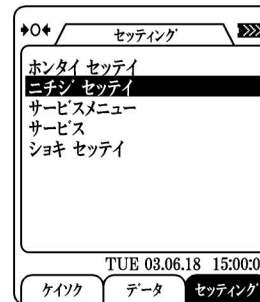 セッティング
ホンタイ セッテイ
ニチジ セッテイ
サービスメニュー
サービス
ショキ セッテイ
TUE 03.06.18 15:00:0
ケイソク データ セッティング